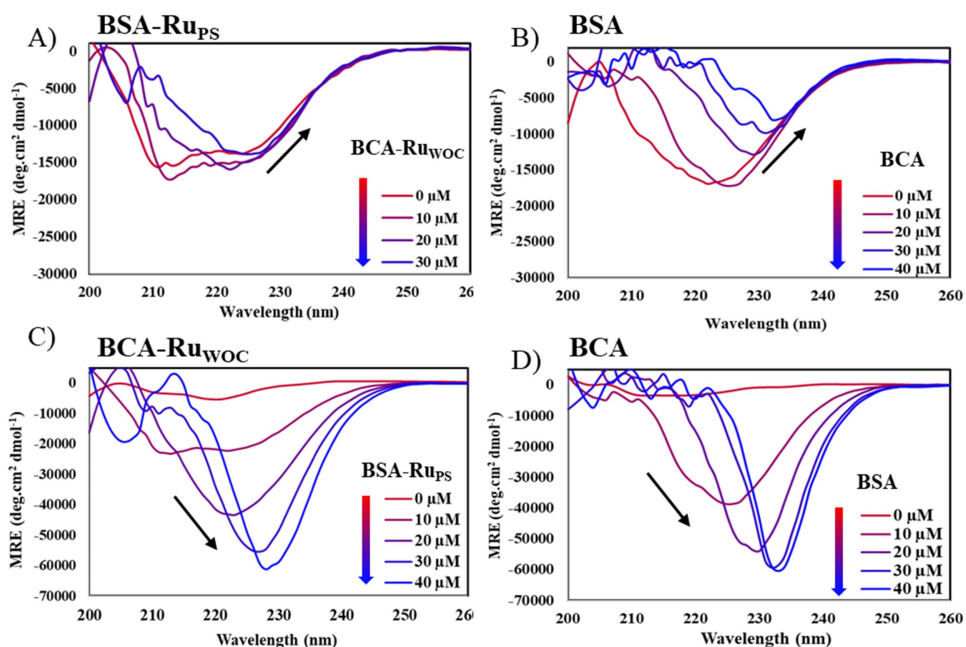 A)
BSA-RuPS
MRE (deg.cm² dmol⁻¹)
0
-5000
-10000
-15000
-20000
-25000
-30000
BCA-RuWOC
0 µM
10 µM
20 µM
30 µM
200 210 220 230 240 250 26
Wavelength (nm)
B)
BSA
MRE (deg.cm² dmol⁻¹)
0
-5000
-10000
-15000
-20000
-25000
-30000
BCA
0 µM
10 µM
20 µM
30 µM
40 µM
200 210 220 230 240 250 260
Wavelength (nm)
C)
BCA-RuWOC
MRE (deg.cm² dmol⁻¹)
0
-10000
-20000
-30000
-40000
-50000
-60000
-70000
BSA-RuPS
0 µM
10 µM
20 µM
30 µM
40 µM
200 210 220 230 240 250 260
Wavelength (nm)
D)
BCA
MRE (deg.cm² dmol⁻¹)
0
-10000
-20000
-30000
-40000
-50000
-60000
-70000
BSA
0 µM
10 µM
20 µM
30 µM
40 µM
200 210 220 230 240 250 260
Wavelength (nm)